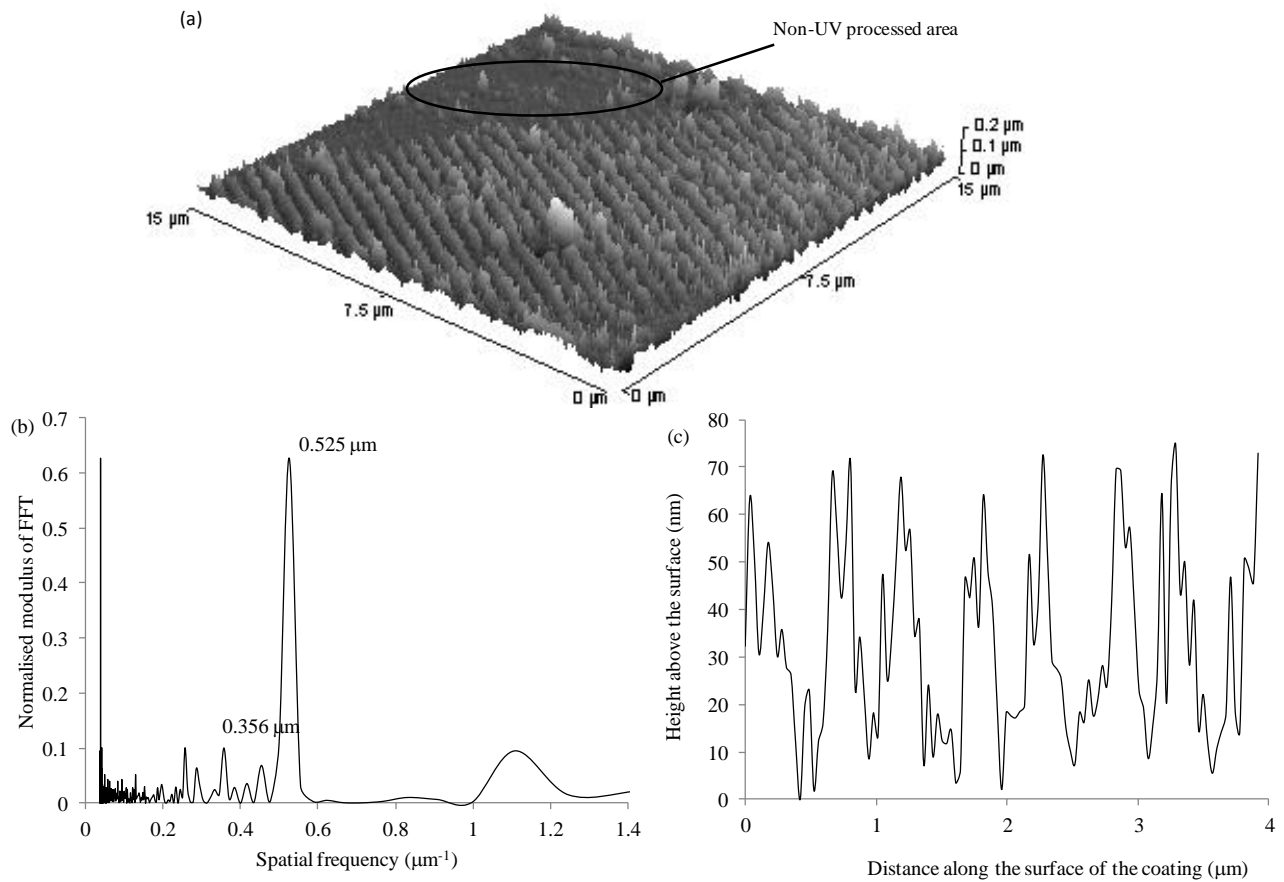 (a)
Non-UV processed area
0.2 µm
0.1 µm
0 µm
15 µm
15 µm
7.5 µm
7.5 µm
0 µm
0 µm
(b)
0.7
0.6
0.5
0.4
0.3
0.2
0.1
0
Normalised modulus of FFT
0.525 µm
0.356 µm
0 0.2 0.4 0.6 0.8 1 1.2 1.4
Spatial frequency (µm-1)
(c)
80
70
60
50
40
30
20
10
0
Height above the surface (nm)
0 1 2 3 4
Distance along the surface of the coating (µm)